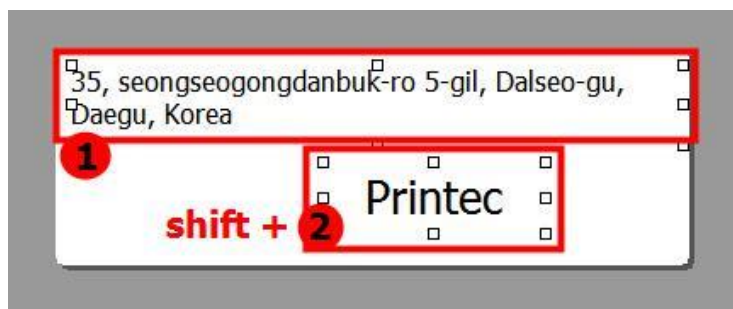 35, seongseogongdanbuk-ro 5-gil, Dalseo-gu,
Daegu, Korea
1
Printec
shift + 2